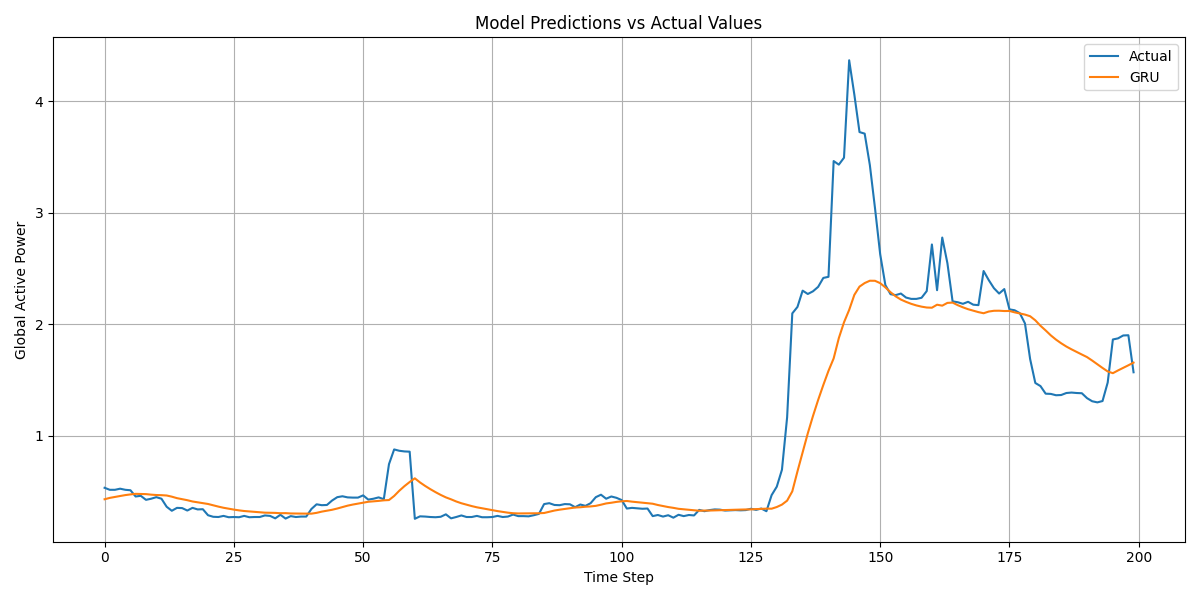 Model Predictions vs Actual Values
Actual
GRU
Global Active Power
4
3
2
1
0 25 50 75 100 125 150 175 200
Time Step